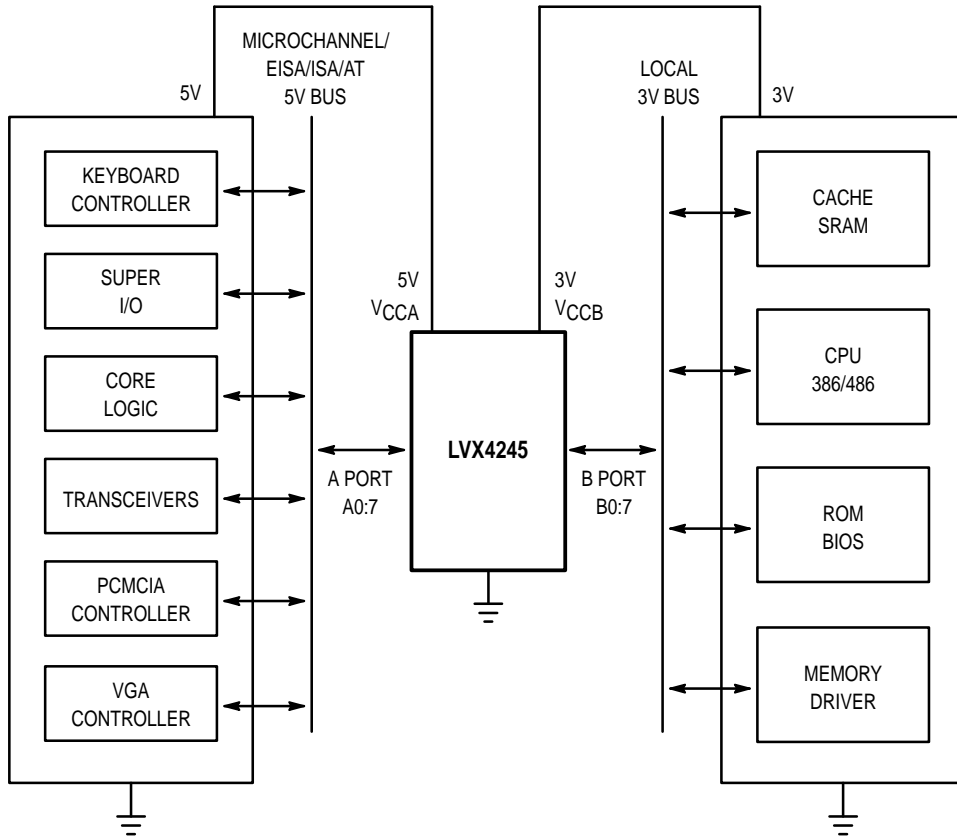 MICROCHANNEL/
EISA/ISA/AT
5V BUS
5V
LOCAL
3V BUS
3V
KEYBOARD
CONTROLLER
SUPER
I/O
CORE
LOGIC
TRANSCEIVERS
PCMCIA
CONTROLLER
VGA
CONTROLLER
5V
VCCA
3V
VCCB
LVX4245
A PORT
A0:7
B PORT
B0:7
CACHE
SRAM
CPU
386/486
ROM
BIOS
MEMORY
DRIVER